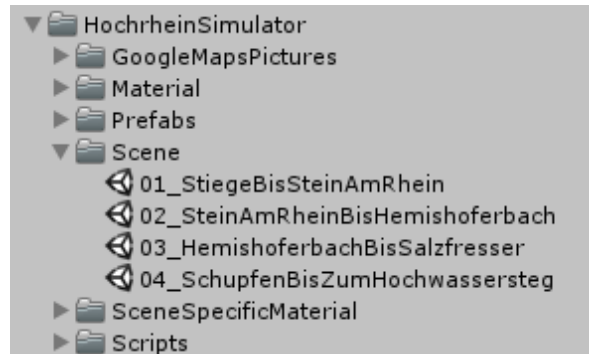 HochrheinSimulator
GoogleMapsPictures
Material
Prefabs
Scene
01_StiegeBisSteinAmRhein
02_SteinAmRheinBisHemishoferbach
03_HemishoferbachBisSalzfresser
04_SchupfenBisZumHochwassersteg
SceneSpecificMaterial
Scripts